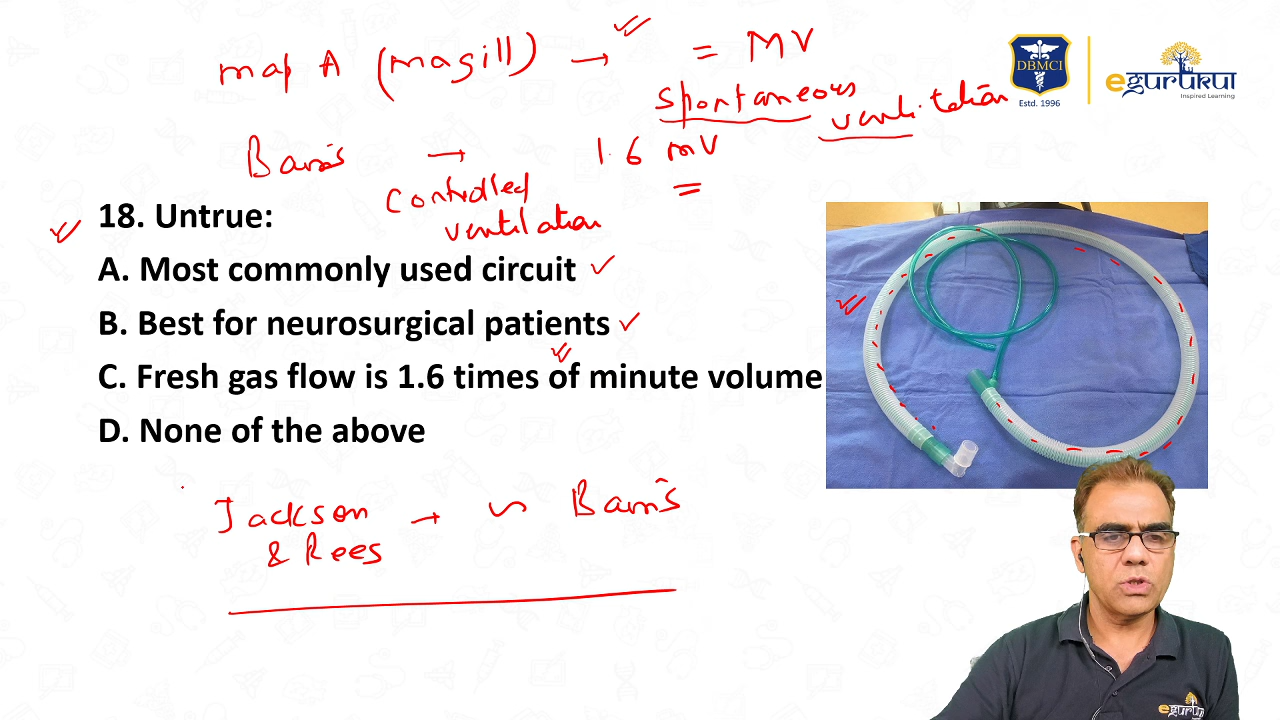 map A (magill) → = MV
DBMCI
Estd. 1996
egurukul
Inspired Learning
spontaneous ventilation
Bain's → 1.6 mV
controlled
ventilation
18. Untrue:
A. Most commonly used circuit ✓
B. Best for neurosurgical patients ✓
C. Fresh gas flow is 1.6 times of minute volume
D. None of the above
Jackson → Bain's
& Rees
egurukul